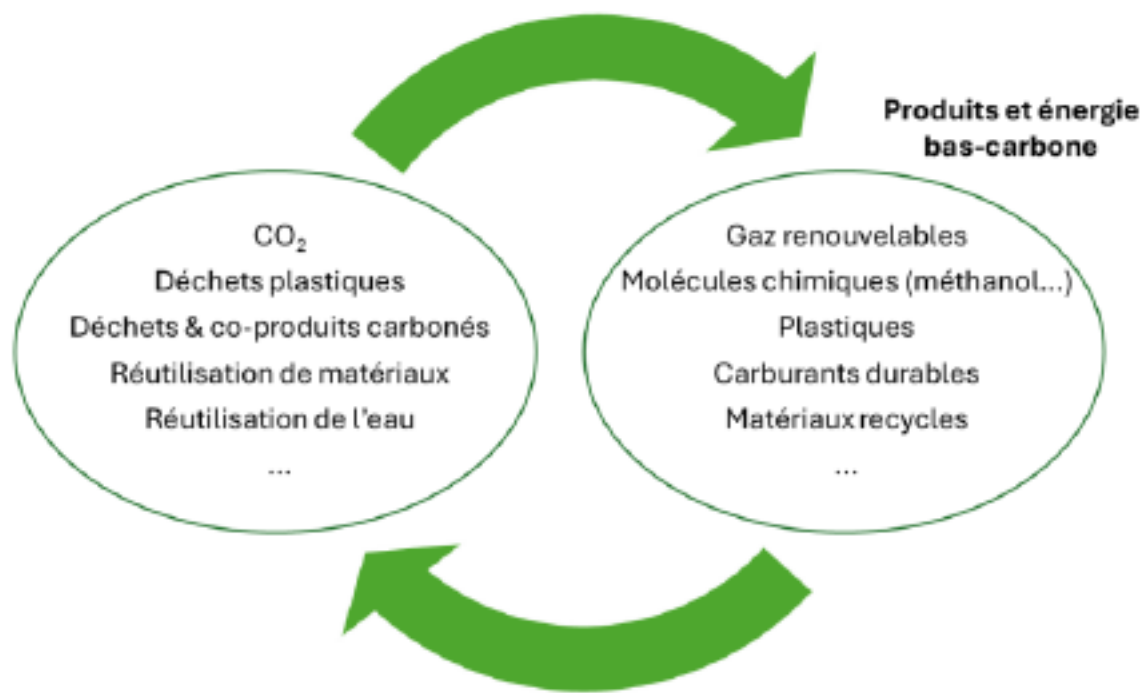 Produits et énergie
bas-carbone
CO₂
Déchets plastiques
Déchets & co-produits carbonés
Réutilisation de matériaux
Réutilisation de l'eau
...
Gaz renouvelables
Molécules chimiques (méthanol...)
Plastiques
Carburants durables
Matériaux recycles
...